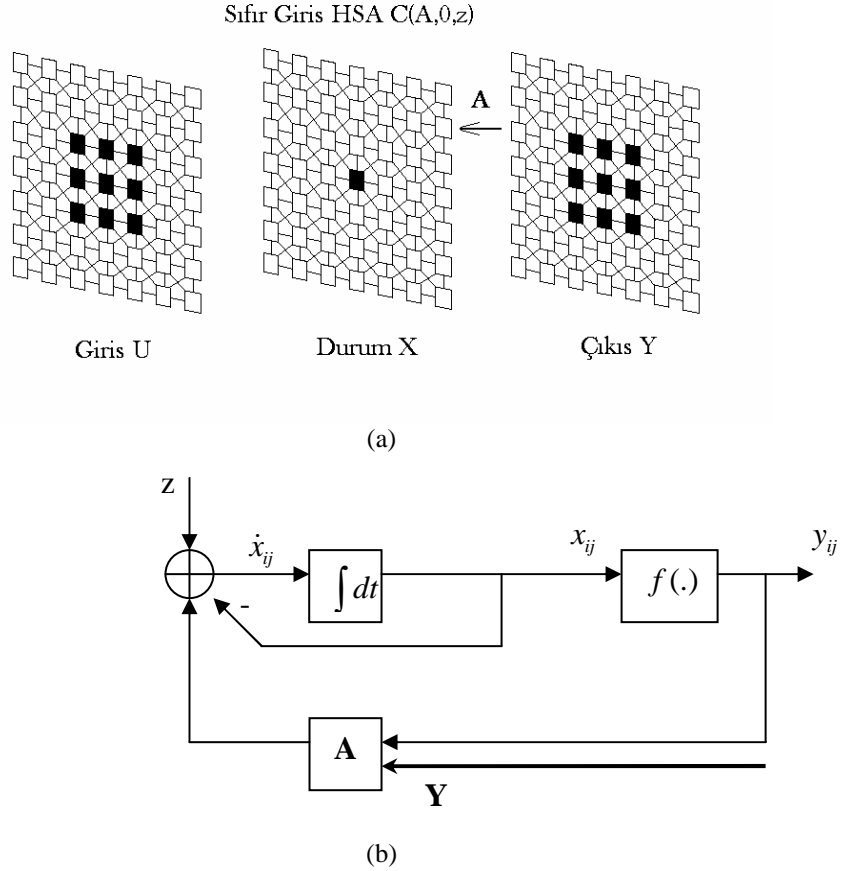 Sıfır Giris HSA C(A,0,z)
A
Giris U
Durum X
Çıkıs Y
(a)
z
ẋij
xij
yij
-
∫dt
f(.)
A
Y
(b)